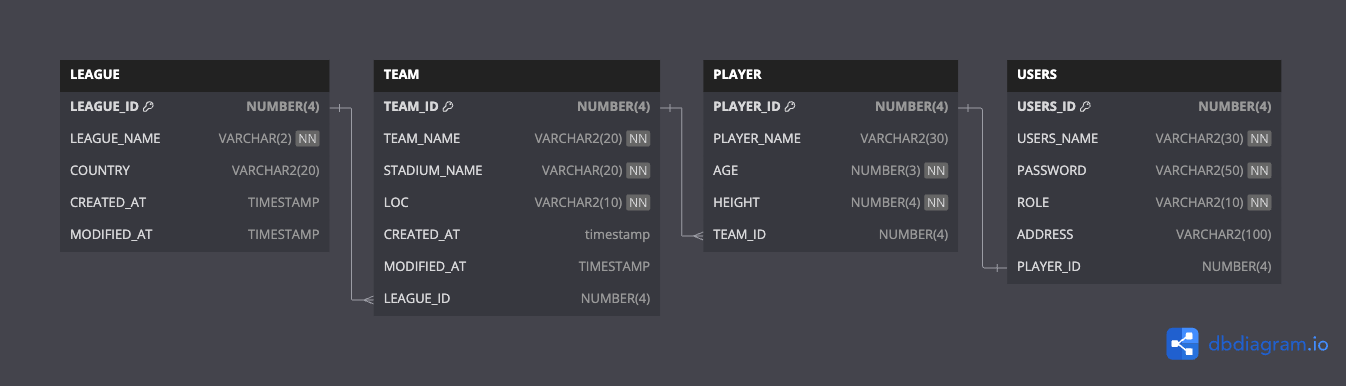 LEAGUE
LEAGUE_ID NUMBER(4)
LEAGUE_NAME VARCHAR(2) NN
COUNTRY VARCHAR2(20)
CREATED_AT TIMESTAMP
MODIFIED_AT TIMESTAMP
TEAM
TEAM_ID NUMBER(4)
TEAM_NAME VARCHAR2(20) NN
STADIUM_NAME VARCHAR(20) NN
LOC VARCHAR2(10) NN
CREATED_AT timestamp
MODIFIED_AT TIMESTAMP
LEAGUE_ID NUMBER(4)
PLAYER
PLAYER_ID NUMBER(4)
PLAYER_NAME VARCHAR2(30)
AGE NUMBER(3) NN
HEIGHT NUMBER(4) NN
TEAM_ID NUMBER(4)
USERS
USERS_ID NUMBER(4)
USERS_NAME VARCHAR2(30) NN
PASSWORD VARCHAR2(50) NN
ROLE VARCHAR2(10) NN
ADDRESS VARCHAR2(100)
PLAYER_ID NUMBER(4)
dbdiagram.io